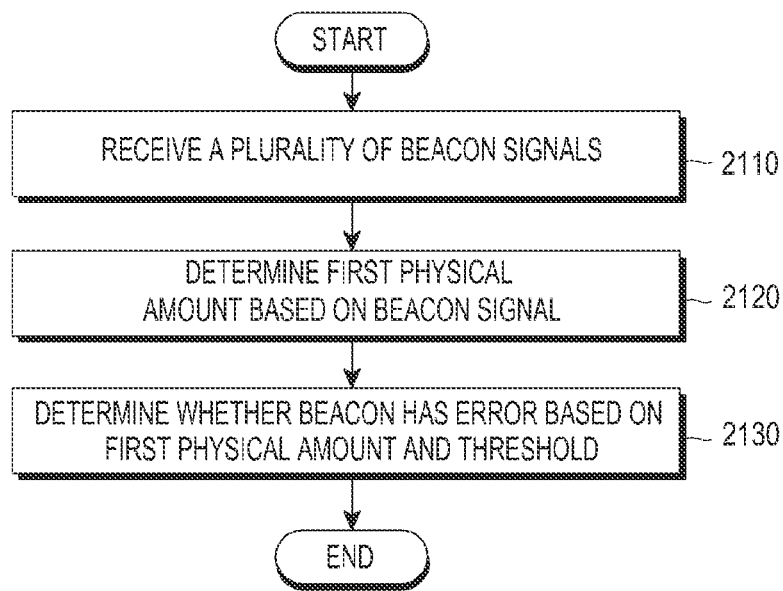 START
RECEIVE A PLURALITY OF BEACON SIGNALS
2110
DETERMINE FIRST PHYSICAL
AMOUNT BASED ON BEACON SIGNAL
2120
DETERMINE WHETHER BEACON HAS ERROR BASED ON
FIRST PHYSICAL AMOUNT AND THRESHOLD
2130
END